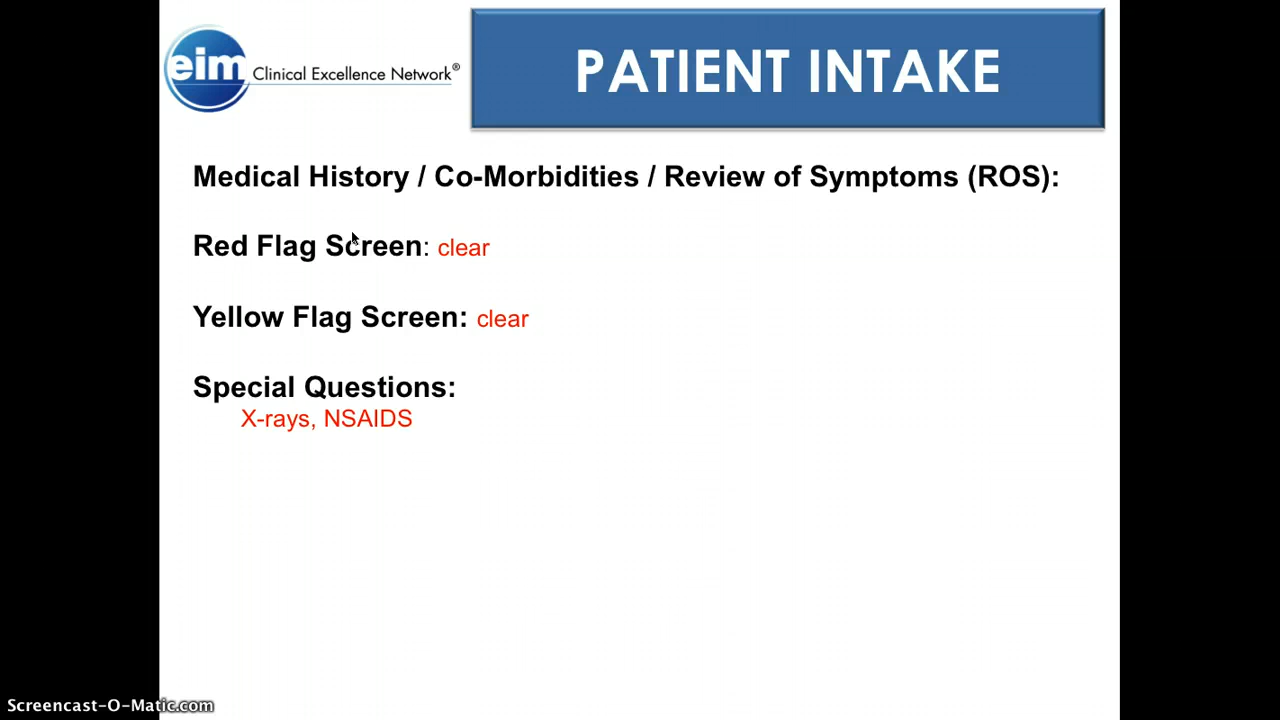 eim Clinical Excellence Network®
PATIENT INTAKE
Medical History / Co-Morbidities / Review of Symptoms (ROS):
Red Flag Screen: clear
Yellow Flag Screen: clear
Special Questions:
X-rays, NSAIDS
Screencast-O-Matic.com